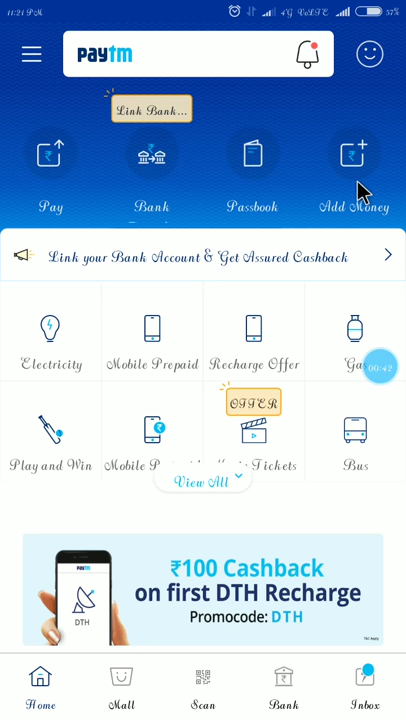 11:21 PM
4G VoLTE
57%
paytm
Link Bank...
Pay
Bank
Passbook
Add Money
Link your Bank Account & Get Assured Cashback
Electricity
Mobile Prepaid
Recharge Offer
Ga
00:42
OFFER
Play and Win
Mobile
Tickets
Bus
View All
paytm
DTH
₹100 Cashback
on first DTH Recharge
Promocode: DTH
T&C Apply
Home
Mall
Scan
Bank
Inbox